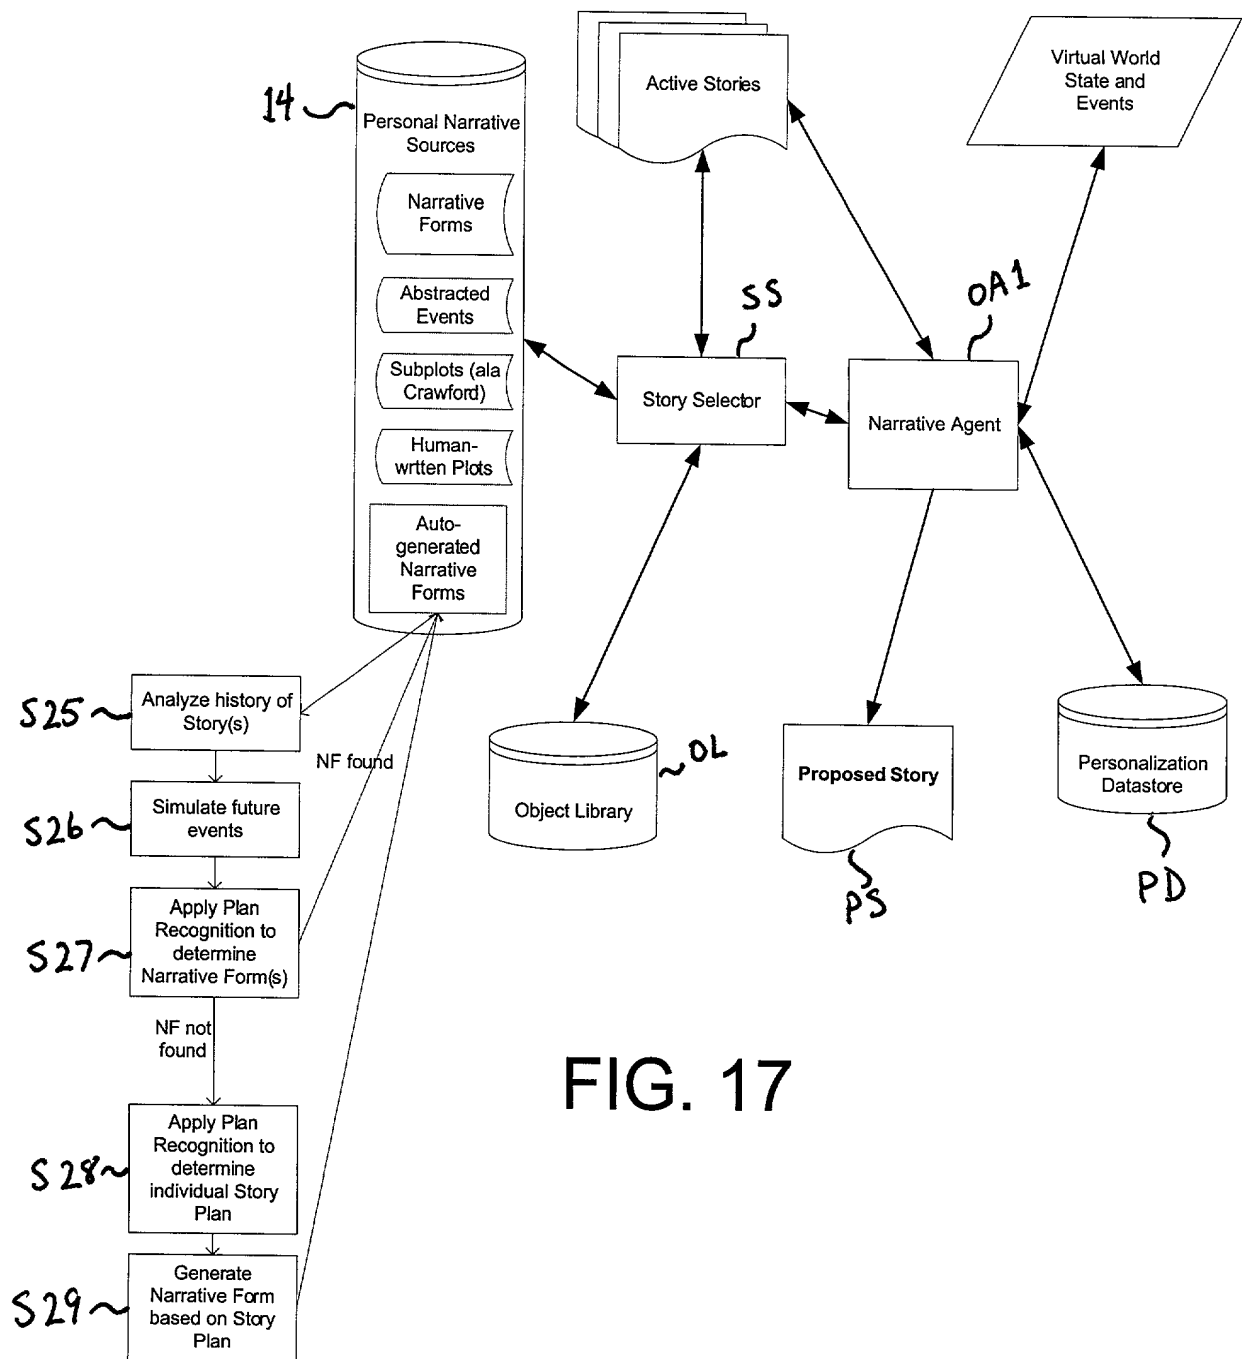 14
Personal Narrative
Sources
Narrative
Forms
Abstracted
Events
Subplots (ala
Crawford)
Human-
wrtten Plots
Auto-
generated
Narrative
Forms
Active Stories
Virtual World
State and
Events
SS
Story Selector
OA1
Narrative Agent
OL
Object Library
Proposed Story
PS
Personalization
Datastore
PD
S25
Analyze history of
Story(s)
NF found
S26
Simulate future
events
S27
Apply Plan
Recognition to
determine
Narrative Form(s)
NF not
found
S28
Apply Plan
Recognition to
determine
individual Story
Plan
S29
Generate
Narrative Form
based on Story
Plan
FIG. 17